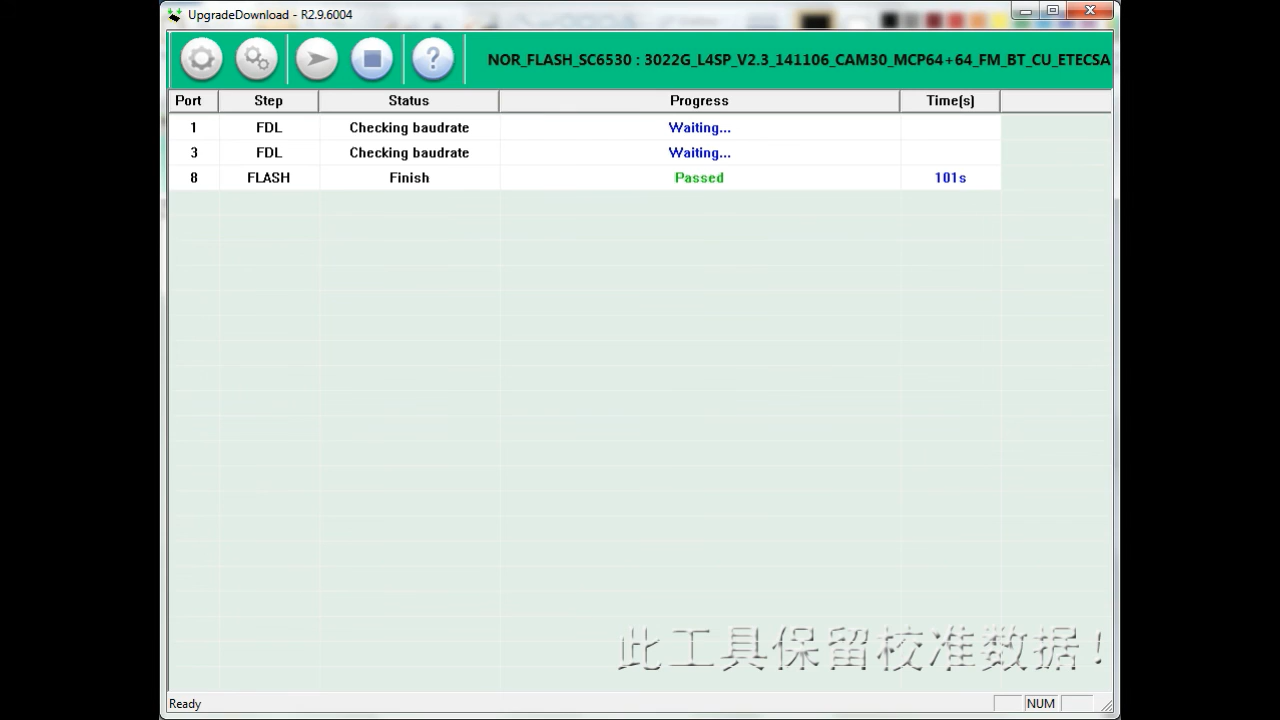 UpgradeDownload - R2.9.6004
NOR_FLASH_SC6530 : 3022G_L4SP_V2.3_141106_CAM30_MCP64+64_FM_BT_CU_ETECSA
Port Step Status Progress Time(s)
1 FDL Checking baudrate Waiting...
3 FDL Checking baudrate Waiting...
8 FLASH Finish Passed 101s
此工具保留校准数据!
Ready NUM